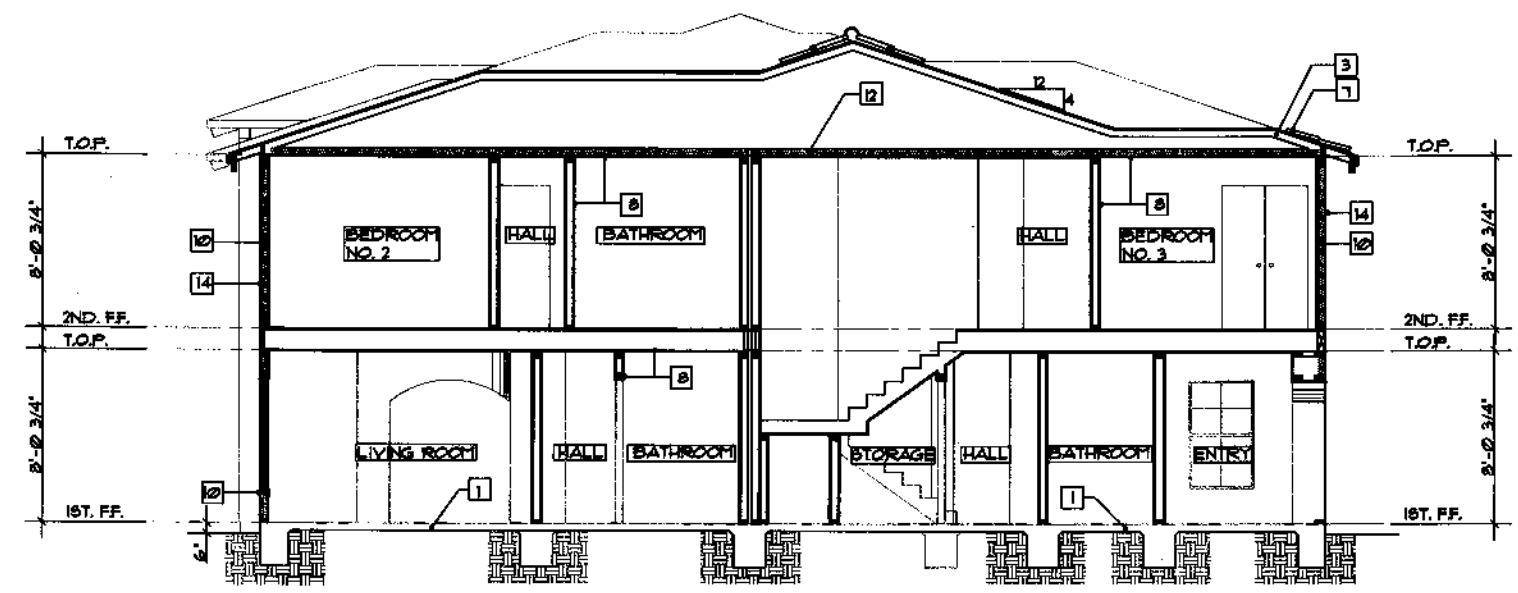 12
4
3
7
12
T.O.P.
T.O.P.
8
8
14
10
BEDROOM
NO. 2
HALL
BATHROOM
HALL
BEDROOM
NO. 3
10
14
8'-0 3/4"
8'-0 3/4"
2ND. F.F.
2ND. F.F.
T.O.P.
T.O.P.
8
8'-0 3/4"
8'-0 3/4"
LIVING ROOM
HALL
BATHROOM
STORAGE
HALL
BATHROOM
ENTRY
10
1
1
1ST. F.F.
1ST. F.F.
6"